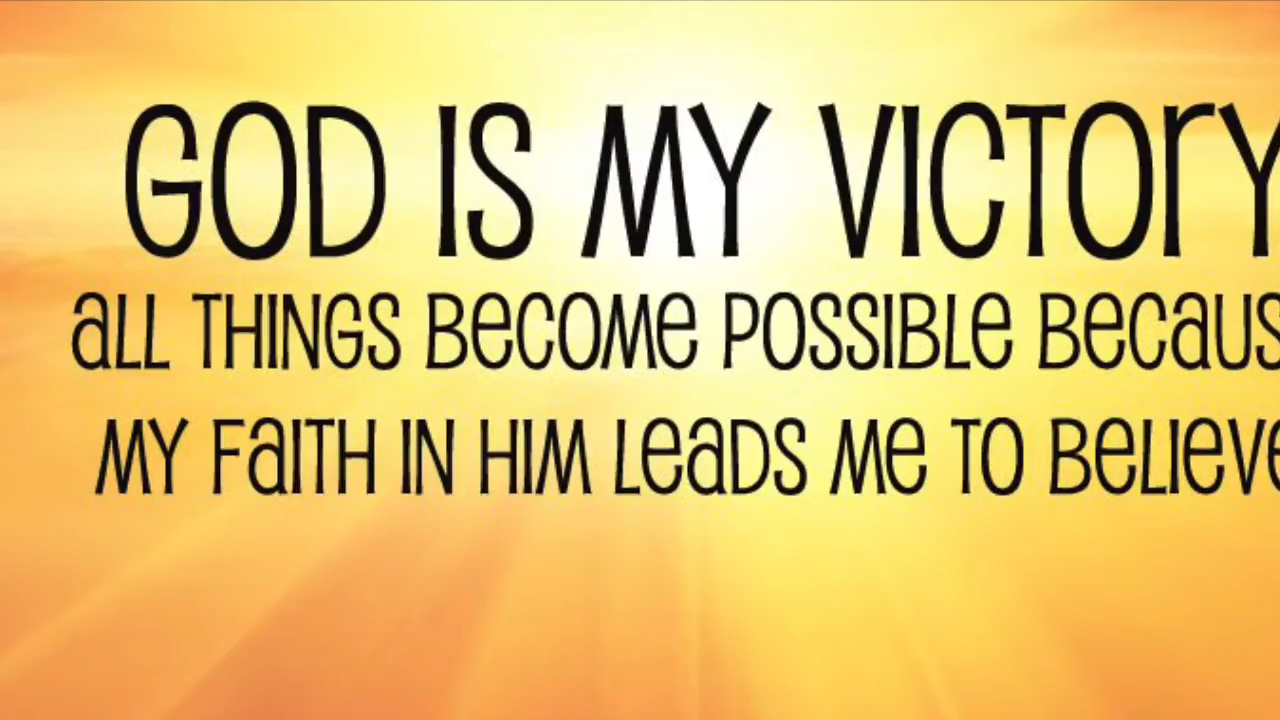 GOD IS MY VICTORY
aLL THINGS BeCOMe POSSIBLe BeCaUS
MY FaITH IN HIM LeaDS Me TO BeLIeVe